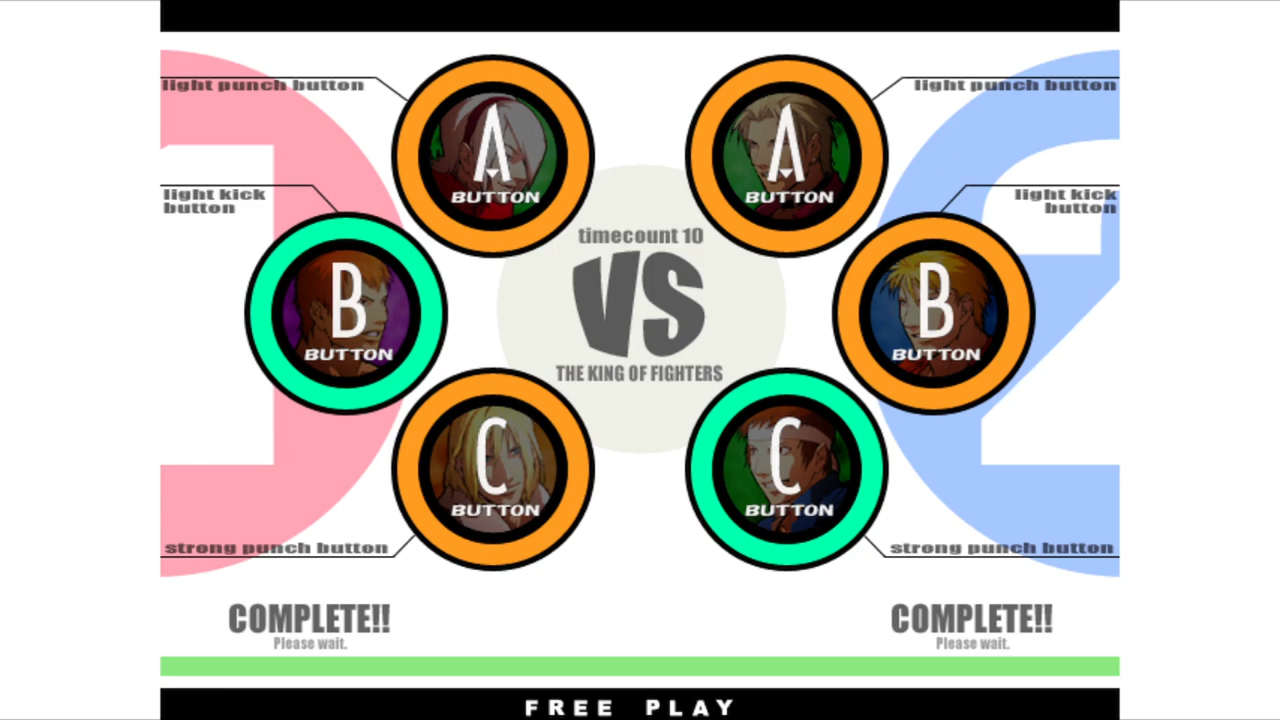 light punch button
light punch button
A
BUTTON
A
BUTTON
light kick
button
light kick
button
timecount 10
VS
THE KING OF FIGHTERS
B
BUTTON
B
BUTTON
C
BUTTON
C
BUTTON
strong punch button
strong punch button
1
2
COMPLETE!!
Please wait.
COMPLETE!!
Please wait.
FREE PLAY